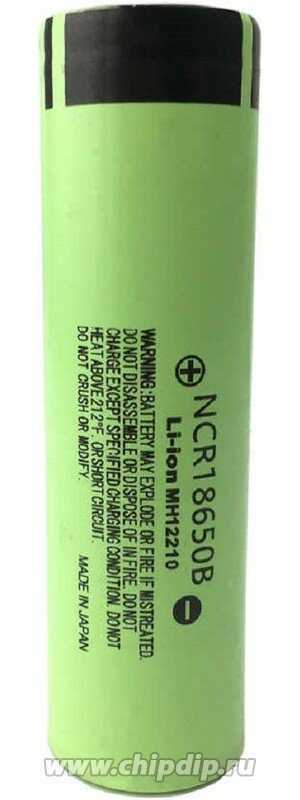 ⊕ NCR18650B ⊖
Li-ion MH12210
WARNING:BATTERY MAY EXPLODE OR FIRE IF MISTREATED.
DO NOT DISASSEMBLE OR DISPOSE OF IN FIRE. DO NOT
CHARGE EXCEPT SPECIFIED CHARGING CONDITION. DO NOT
HEAT ABOVE 212°F. OR SHORT CIRCUIT.
DO NOT CRUSH OR MODIFY.
MADE IN JAPAN
www.chipdip.ru